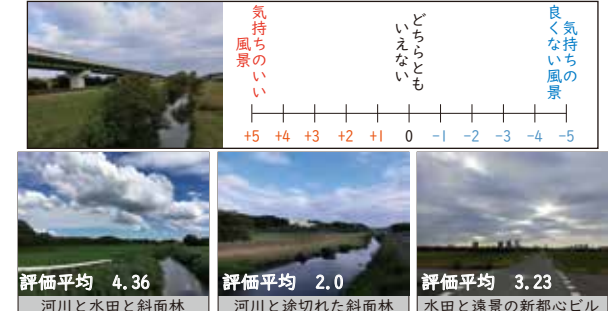 気持ちのいい
風景
どちらとも
いえない
気持ちの
良くない風景
+5 +4 +3 +2 +1 0 -1 -2 -3 -4 -5
評価平均 4.36
河川と水田と斜面林
評価平均 2.0
河川と途切れた斜面林
評価平均 3.23
水田と遠景の新都心ビル